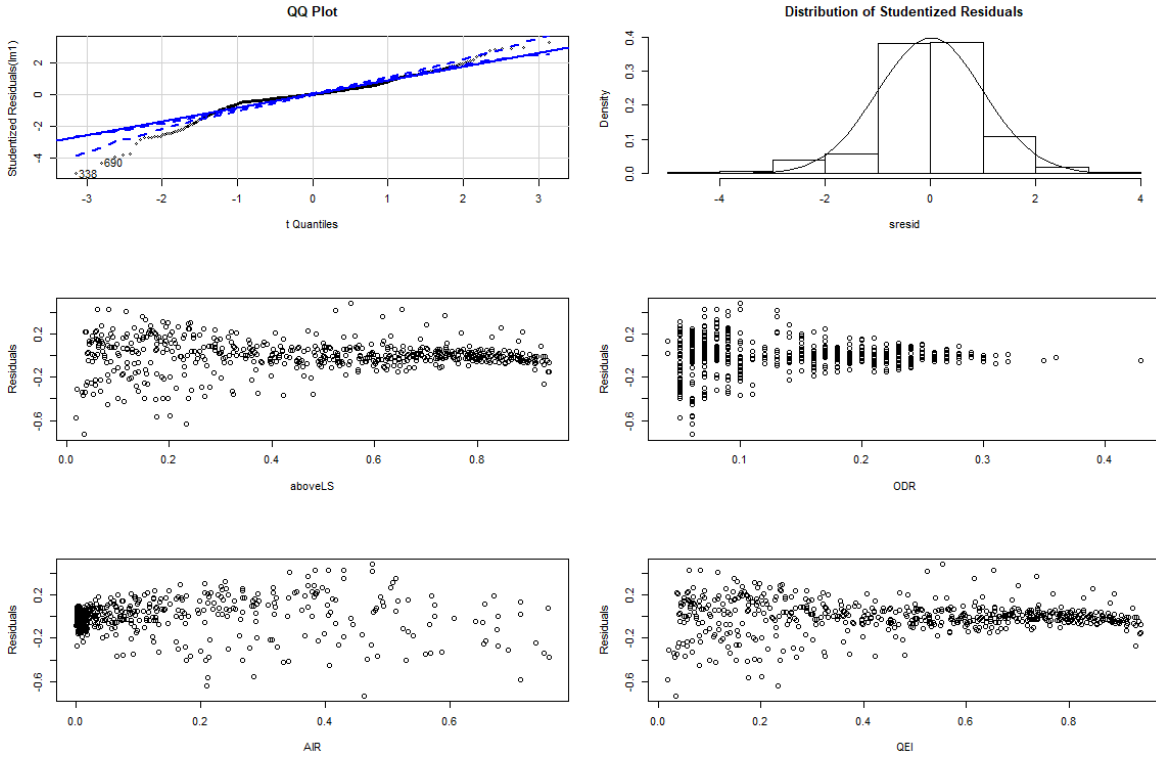 QQ Plot
Studentized Residuals(lm1)
2
0
-2
-4
690
338
-3 -2 -1 0 1 2 3
t Quantiles
Distribution of Studentized Residuals
Density
0.4
0.3
0.2
0.1
0.0
-4 -2 0 2 4
sresid
Residuals
0.2
-0.2
-0.6
0.0 0.2 0.4 0.6 0.8
aboveLS
Residuals
0.2
-0.2
-0.6
0.1 0.2 0.3 0.4
ODR
Residuals
0.2
-0.2
-0.6
0.0 0.2 0.4 0.6
AIR
Residuals
0.2
-0.2
-0.6
0.0 0.2 0.4 0.6 0.8
QEI